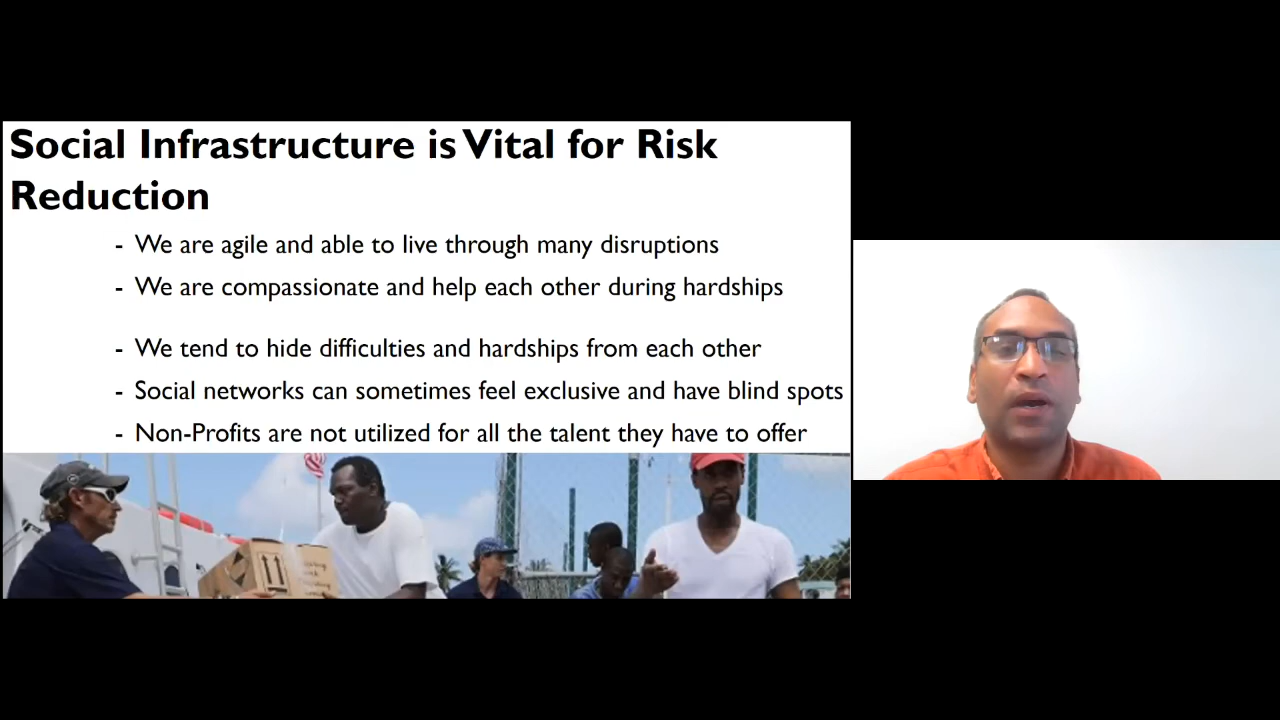 Social Infrastructure is Vital for Risk
Reduction
- We are agile and able to live through many disruptions
- We are compassionate and help each other during hardships
- We tend to hide difficulties and hardships from each other
- Social networks can sometimes feel exclusive and have blind spots
- Non-Profits are not utilized for all the talent they have to offer